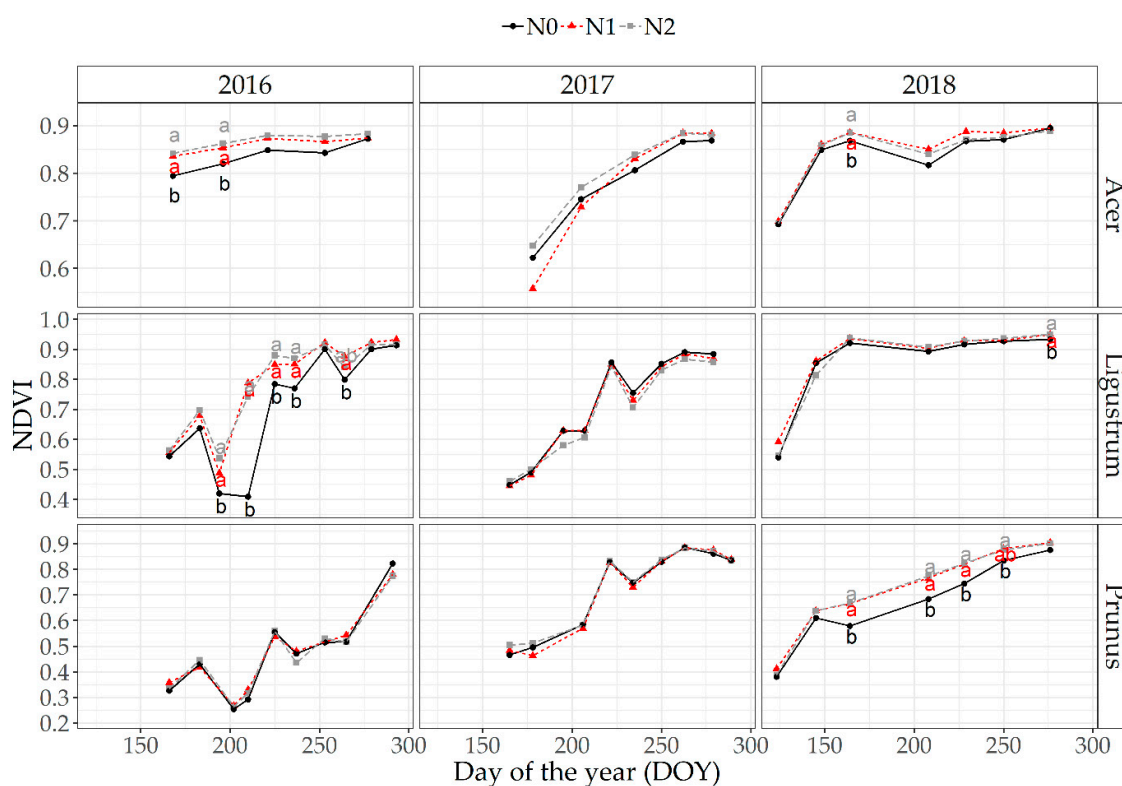 N0 N1 N2
2016 2017 2018
0.9
0.8
0.7
0.6
a a
a a
b b
a
a
b
Acer
NDVI
1.0
0.9
0.8
0.7
0.6
0.5
0.4
a a a a a ab
a a a a a a
b b b b b
a
a
b
Ligustrum
0.9
0.8
0.7
0.6
0.5
0.4
0.3
0.2
a a a a
a a a ab
b b b b
Prunus
150 200 250 300 150 200 250 300 150 200 250 300
Day of the year (DOY)